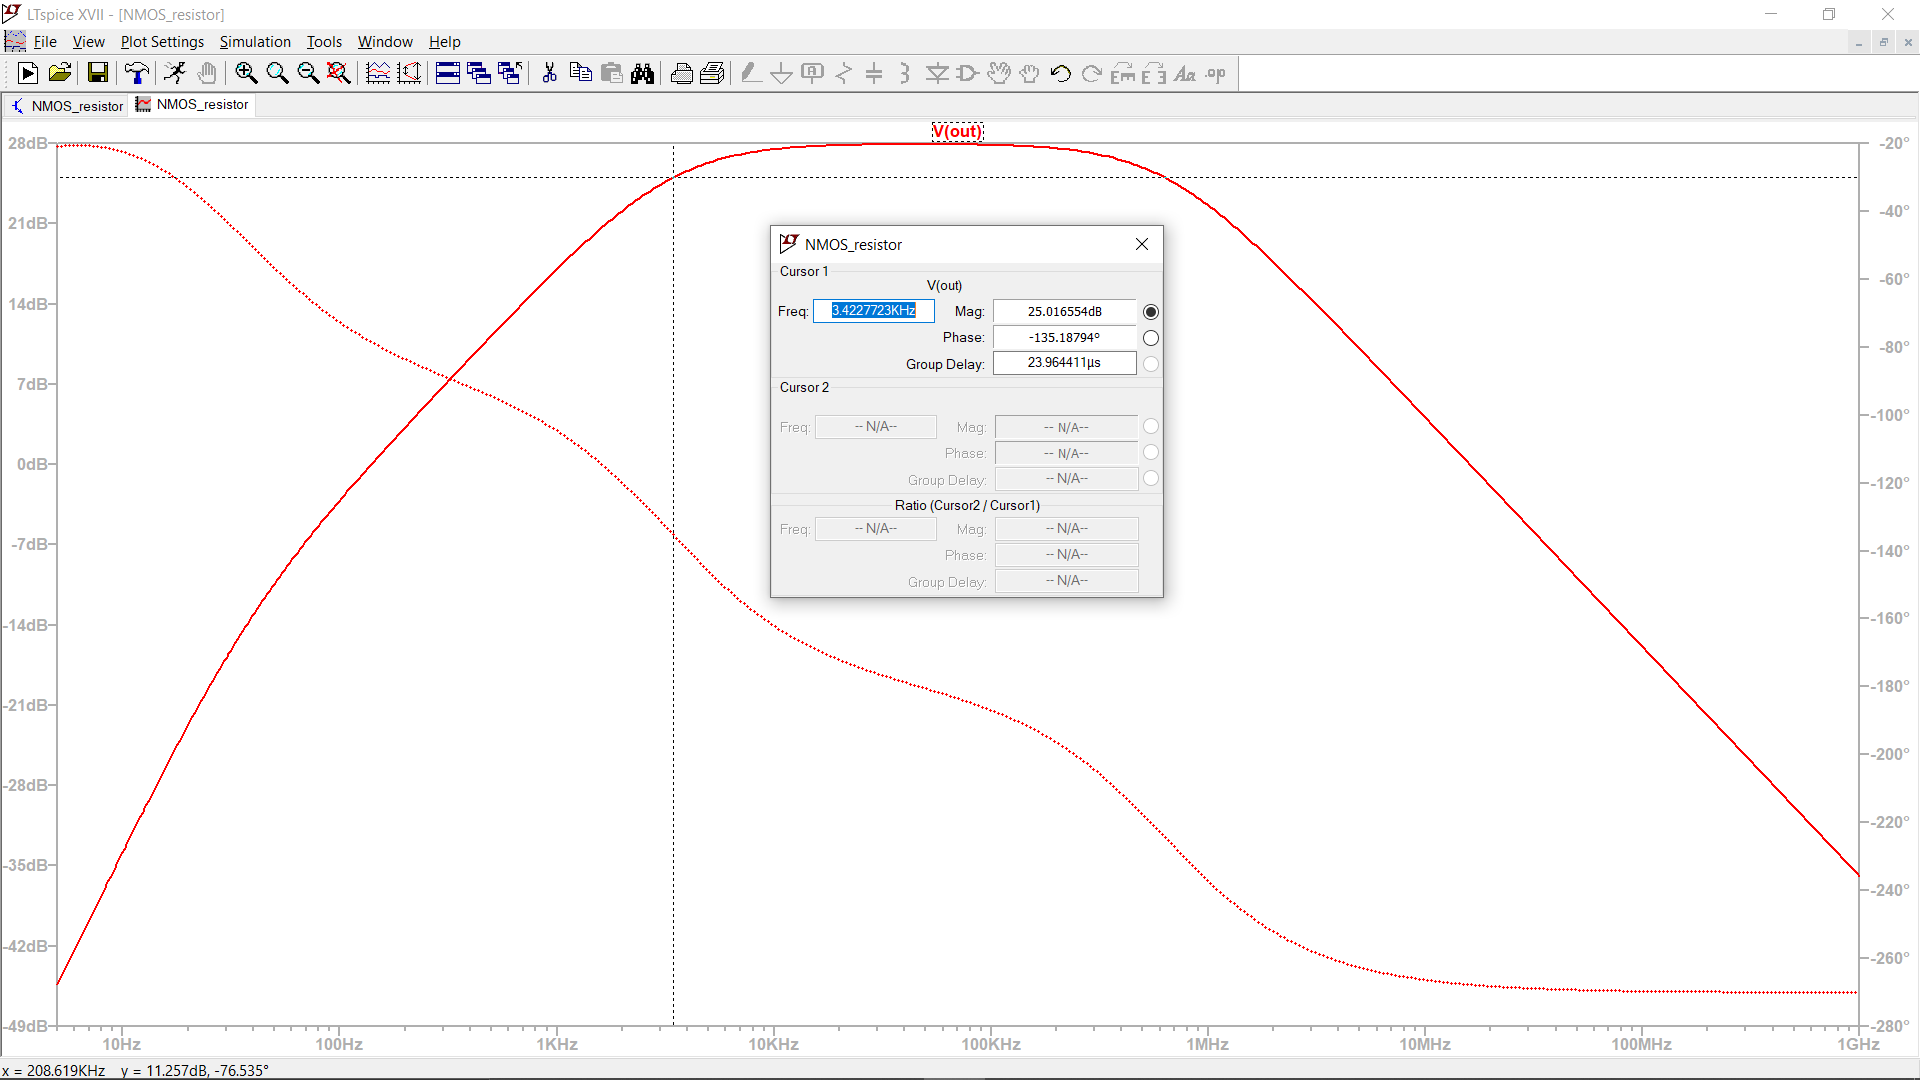 LTspice XVII - [NMOS_resistor]
File View Plot Settings Simulation Tools Window Help
NMOS_resistor NMOS_resistor
V(out)
28dB
21dB
14dB
7dB
0dB
-7dB
-14dB
-21dB
-28dB
-35dB
-42dB
-49dB
-20°
-40°
-60°
-80°
-100°
-120°
-140°
-160°
-180°
-200°
-220°
-240°
-260°
-280°
NMOS_resistor
Cursor 1
V(out)
Freq: 3.4227723KHz Mag: 25.016554dB
Phase: -135.18794°
Group Delay: 23.964411µs
Cursor 2
Freq: -- N/A-- Mag: -- N/A--
Phase: -- N/A--
Group Delay: -- N/A--
Ratio (Cursor2 / Cursor1)
Freq: -- N/A-- Mag: -- N/A--
Phase: -- N/A--
Group Delay: -- N/A--
10Hz 100Hz 1KHz 10KHz 100KHz 1MHz 10MHz 100MHz 1GHz
x = 208.619KHz y = 11.257dB, -76.535°